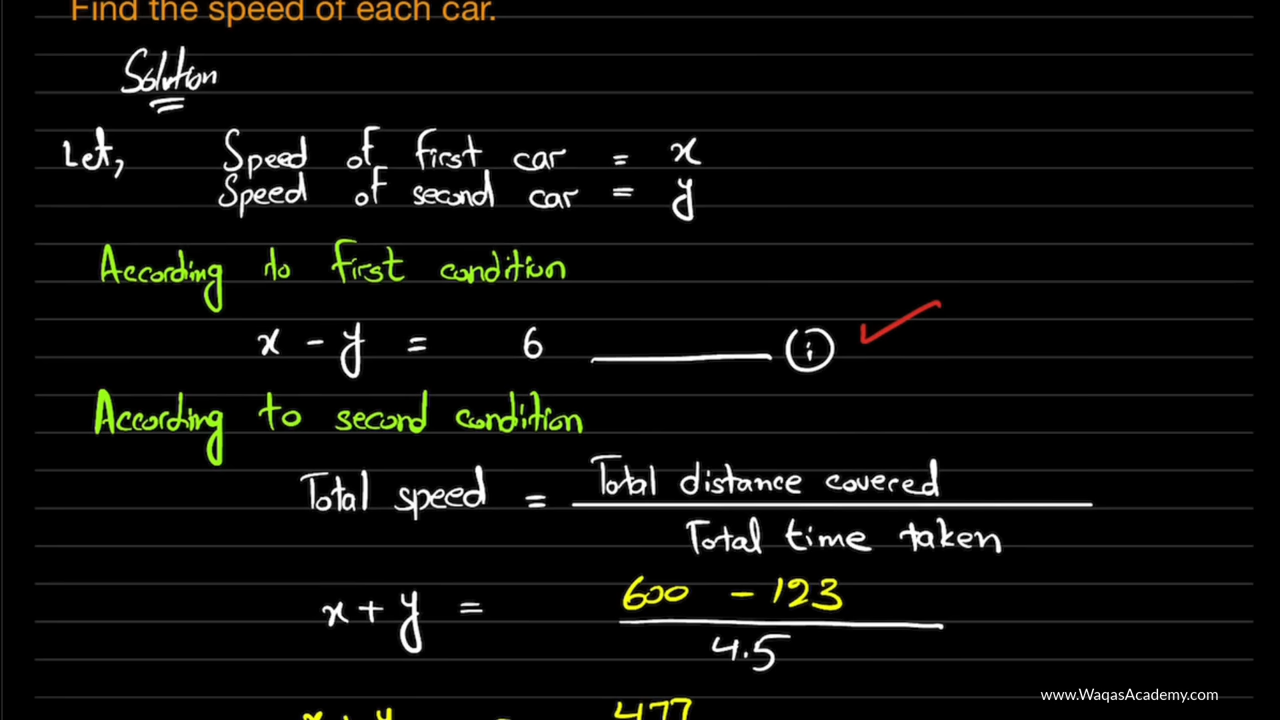 Find the speed of each car.
Solution
Let, Speed of first car = x
Speed of second car = y
According to first condition
x - y = 6 ———— (i)
According to second condition
Total speed = Total distance covered
Total time taken
x + y = 600 - 123
4.5
x + y = 477
www.WaqasAcademy.com